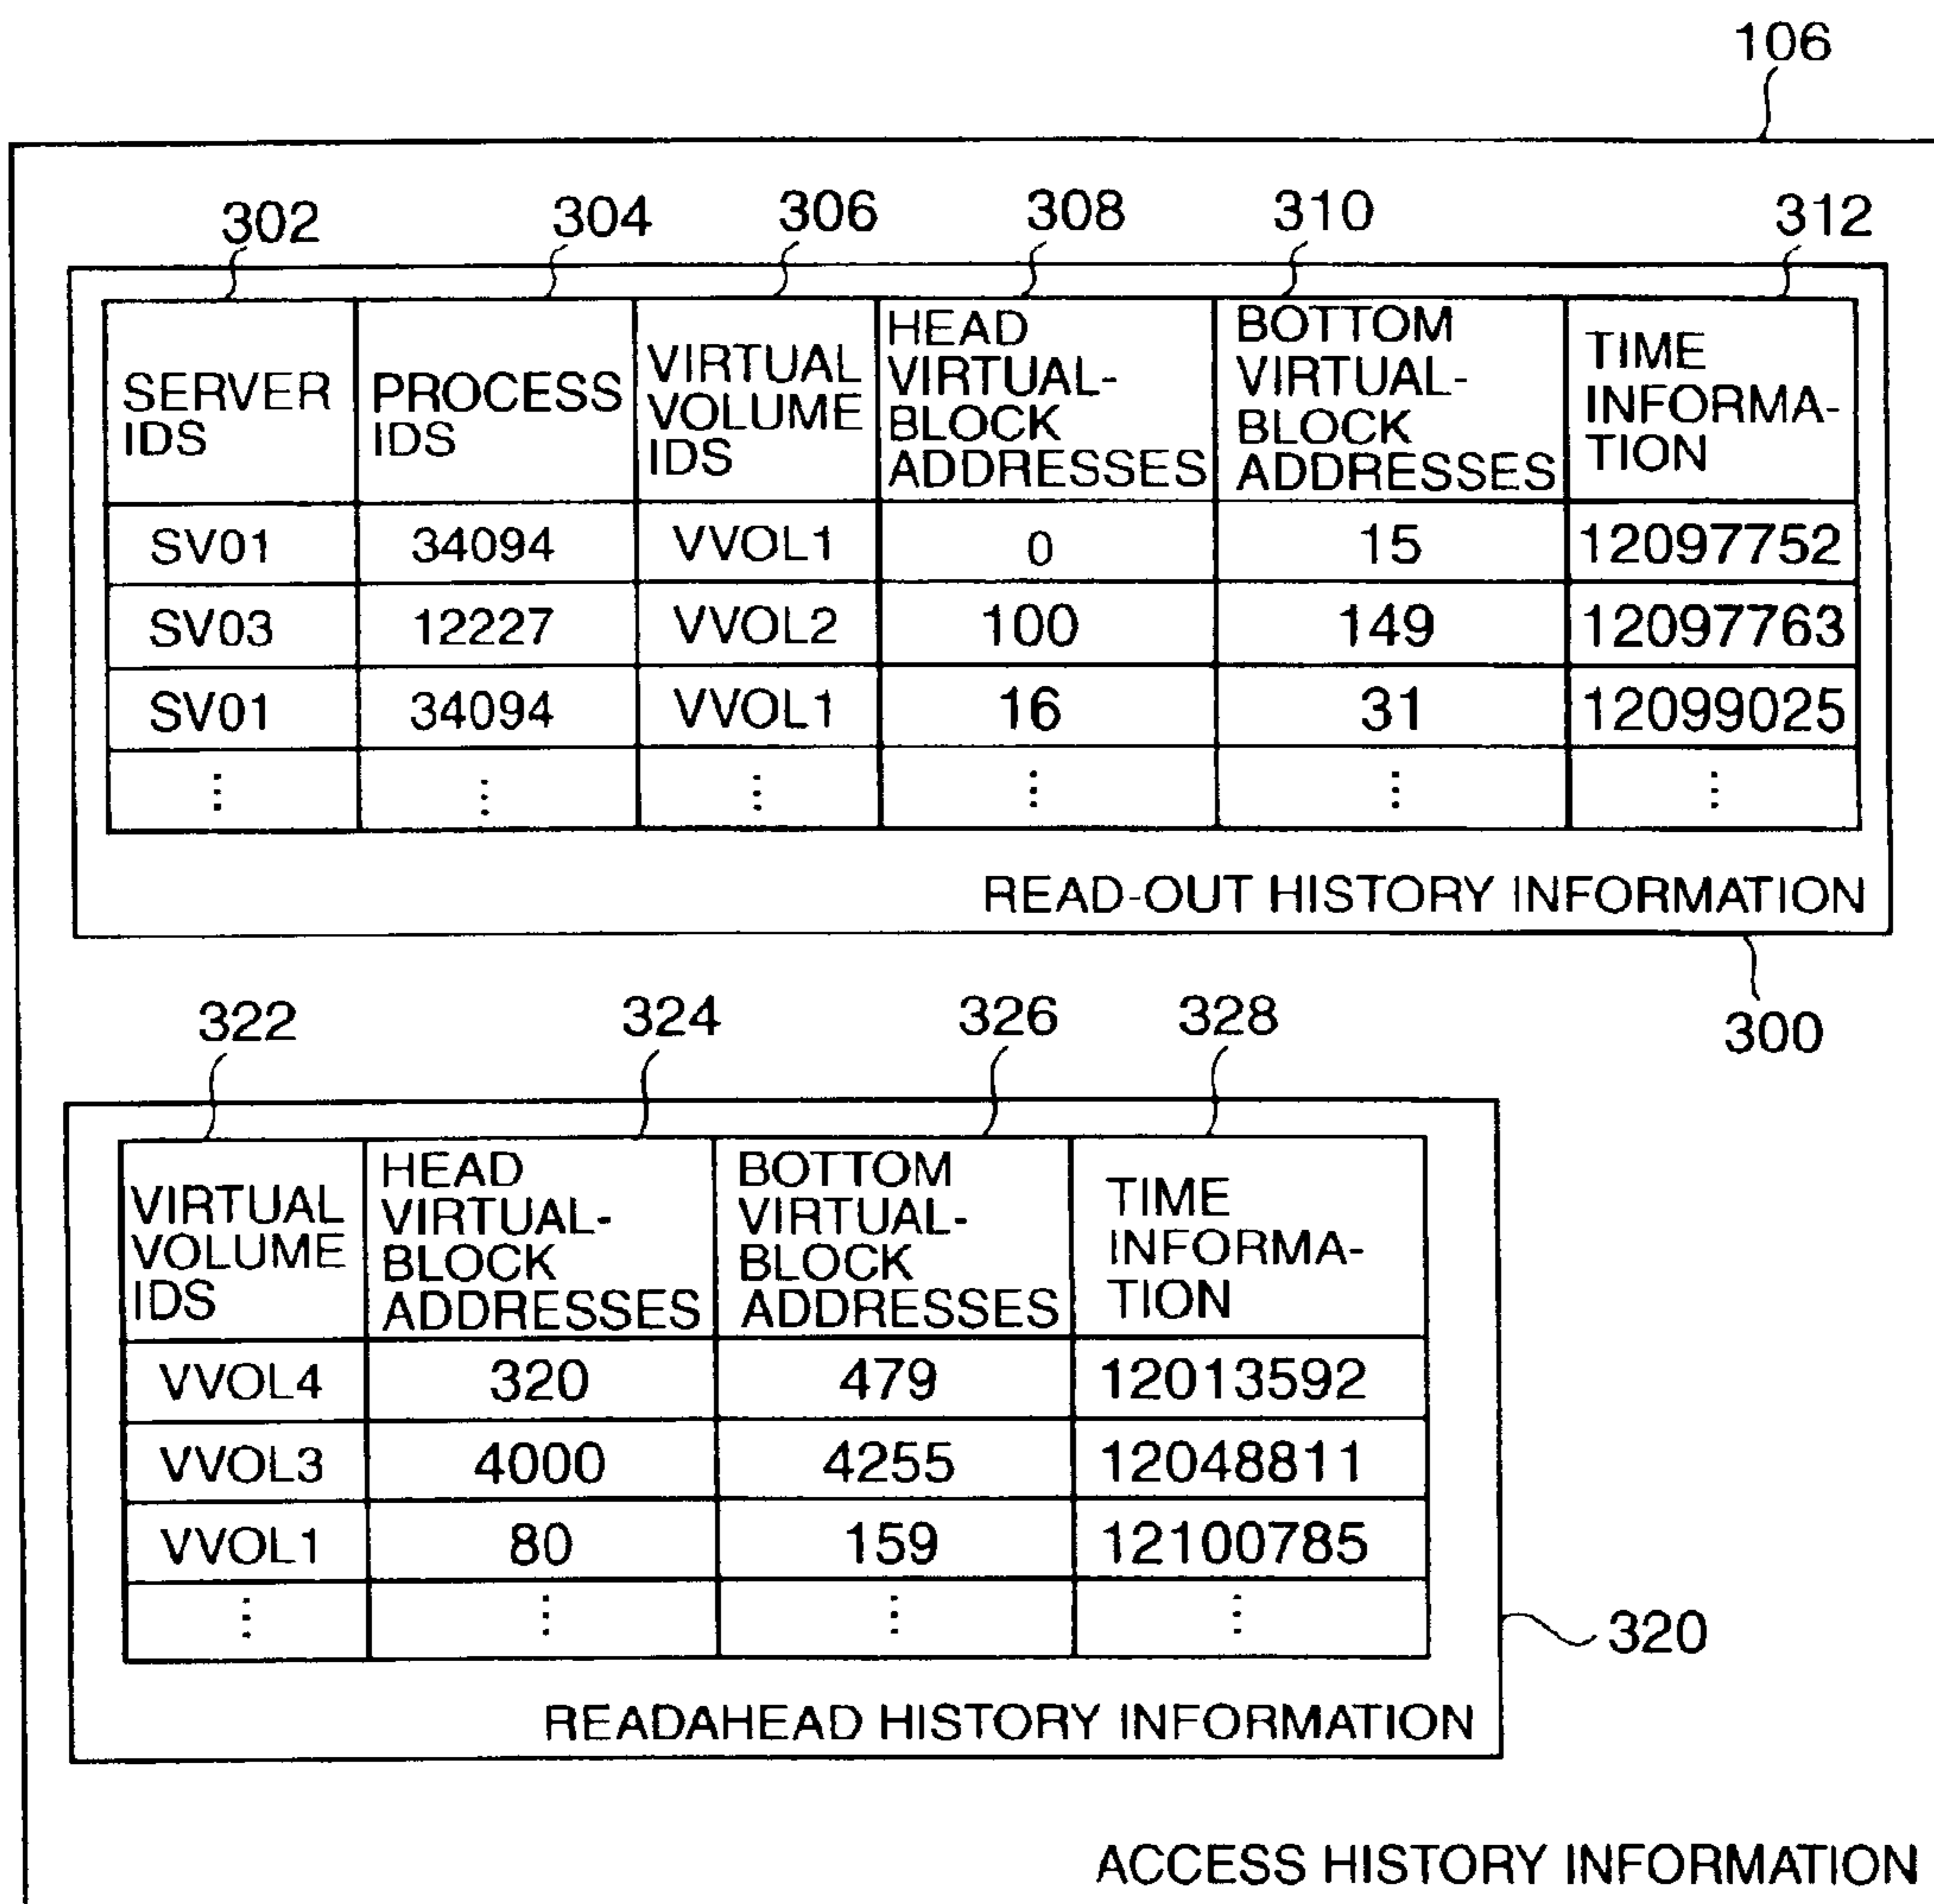 106
302 304 306 308 310 312
SERVER IDS PROCESS IDS VIRTUAL VOLUME IDS HEAD VIRTUAL-BLOCK ADDRESSES BOTTOM VIRTUAL-BLOCK ADDRESSES TIME INFORMA-TION
SV01 34094 VVOL1 0 15 12097752
SV03 12227 VVOL2 100 149 12097763
SV01 34094 VVOL1 16 31 12099025
⋮ ⋮ ⋮ ⋮ ⋮ ⋮
READ-OUT HISTORY INFORMATION
300
322 324 326 328
VIRTUAL VOLUME IDS HEAD VIRTUAL-BLOCK ADDRESSES BOTTOM VIRTUAL-BLOCK ADDRESSES TIME INFORMA-TION
VVOL4 320 479 12013592
VVOL3 4000 4255 12048811
VVOL1 80 159 12100785
⋮ ⋮ ⋮ ⋮
320
READAHEAD HISTORY INFORMATION
ACCESS HISTORY INFORMATION